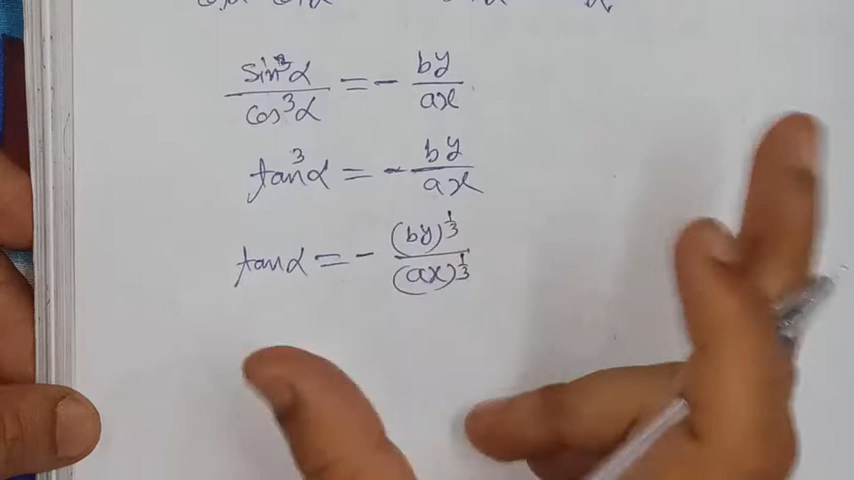 sin³α/cos³α = - by/ax
tan³α = - by/ax
tanα = - (by)^1/3/(ax)^1/3